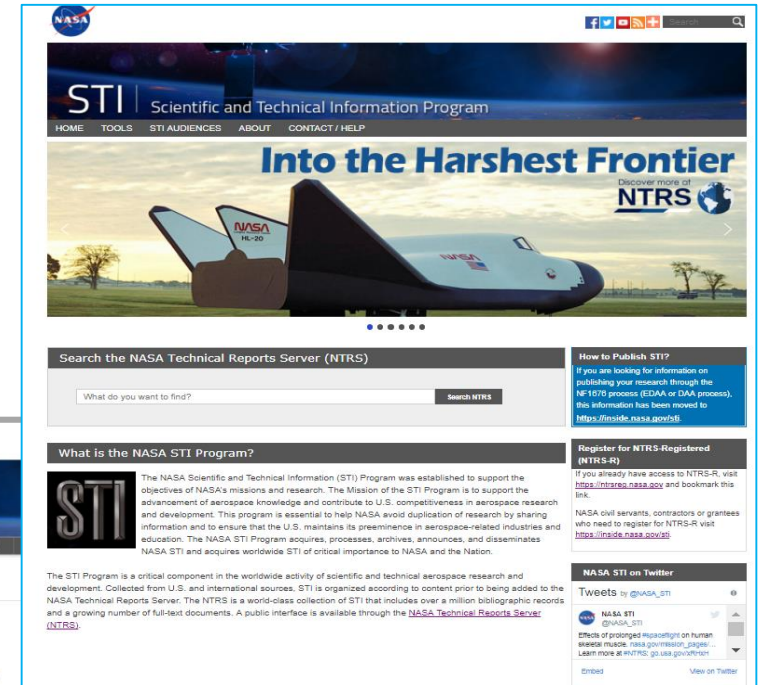 NASA
Search
STI | Scientific and Technical Information Program
HOME TOOLS STI AUDIENCES ABOUT CONTACT / HELP
Into the Harshest Frontier
Discover more at
NTRS
NASA
HL-20
NASA
Search the NASA Technical Reports Server (NTRS)
What do you want to find?
Search NTRS
What is the NASA STI Program?
STI
The NASA Scientific and Technical Information (STI) Program was established to support the
objectives of NASA's missions and research. The Mission of the STI Program is to support the
advancement of aerospace knowledge and contribute to U.S. competitiveness in aerospace research
and development. This program is essential to help NASA avoid duplication of research by sharing
information and to ensure that the U.S. maintains its preeminence in aerospace-related industries and
education. The NASA STI Program acquires, processes, archives, announces, and disseminates
NASA STI and acquires worldwide STI of critical importance to NASA and the Nation.
The STI Program is a critical component in the worldwide activity of scientific and technical aerospace research and
development. Collected from U.S. and international sources, STI is organized according to content prior to being added to the
NASA Technical Reports Server. The NTRS is a world-class collection of STI that includes over a million bibliographic records
and a growing number of full-text documents. A public interface is available through the NASA Technical Reports Server
(NTRS).
How to Publish STI?
If you are looking for information on
publishing your research through the
NF1676 process (EDAA or DAA process),
this information has been moved to
https://inside.nasa.gov/sti.
Register for NTRS-Registered
(NTRS-R)
If you already have access to NTRS-R, visit
https://ntrsreg.nasa.gov and bookmark this
link.
NASA civil servants, contractors or grantees
who need to register for NTRS-R visit
https://inside.nasa.gov/sti.
NASA STI on Twitter
Tweets by @NASA_STI
NASA STI
@NASA_STI
Effects of prolonged #spaceflight on human
skeletal muscle. nasa.gov/mission_pages/...
Learn more at #NTRS: go.usa.gov/xRHxH
Embed View on Twitter